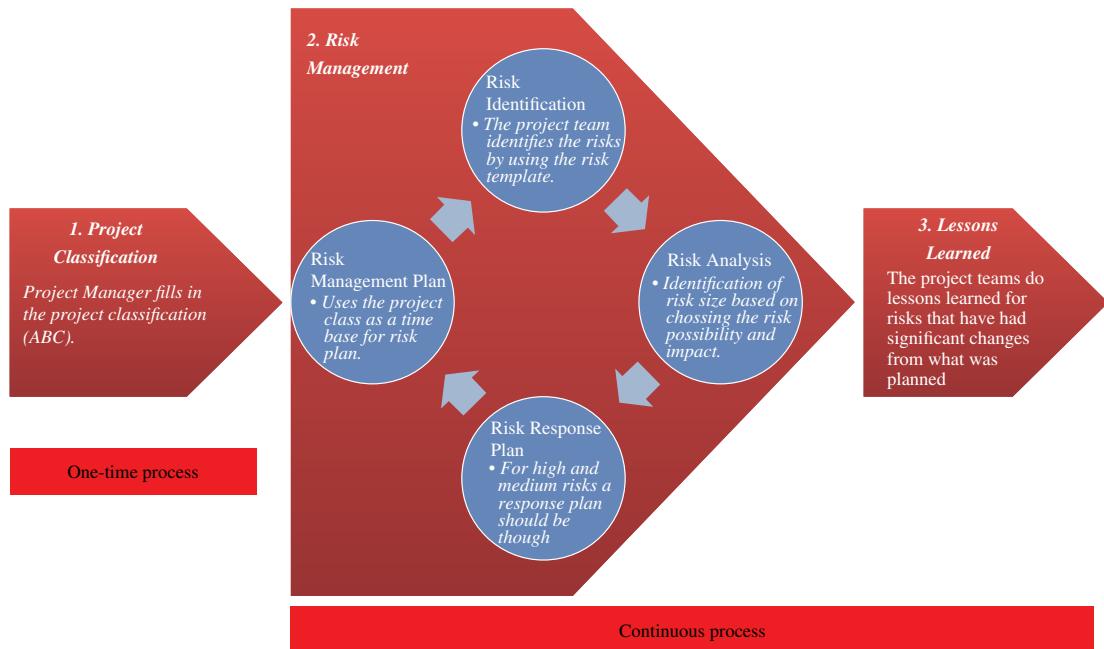 1. Project
Classification
Project Manager fills in
the project classification
(ABC).
One-time process
2. Risk
Management
Risk
Identification
• The project team
identifies the risks
by using the risk
template.
Risk Analysis
• Identification of
risk size based on
chossing the risk
possibility and
impact.
Risk Response
Plan
• For high and
medium risks a
response plan
should be
though
Risk
Management Plan
• Uses the project
class as a time
base for risk
plan.
3. Lessons
Learned
The project teams do
lessons learned for
risks that have had
significant changes
from what was
planned
Continuous process